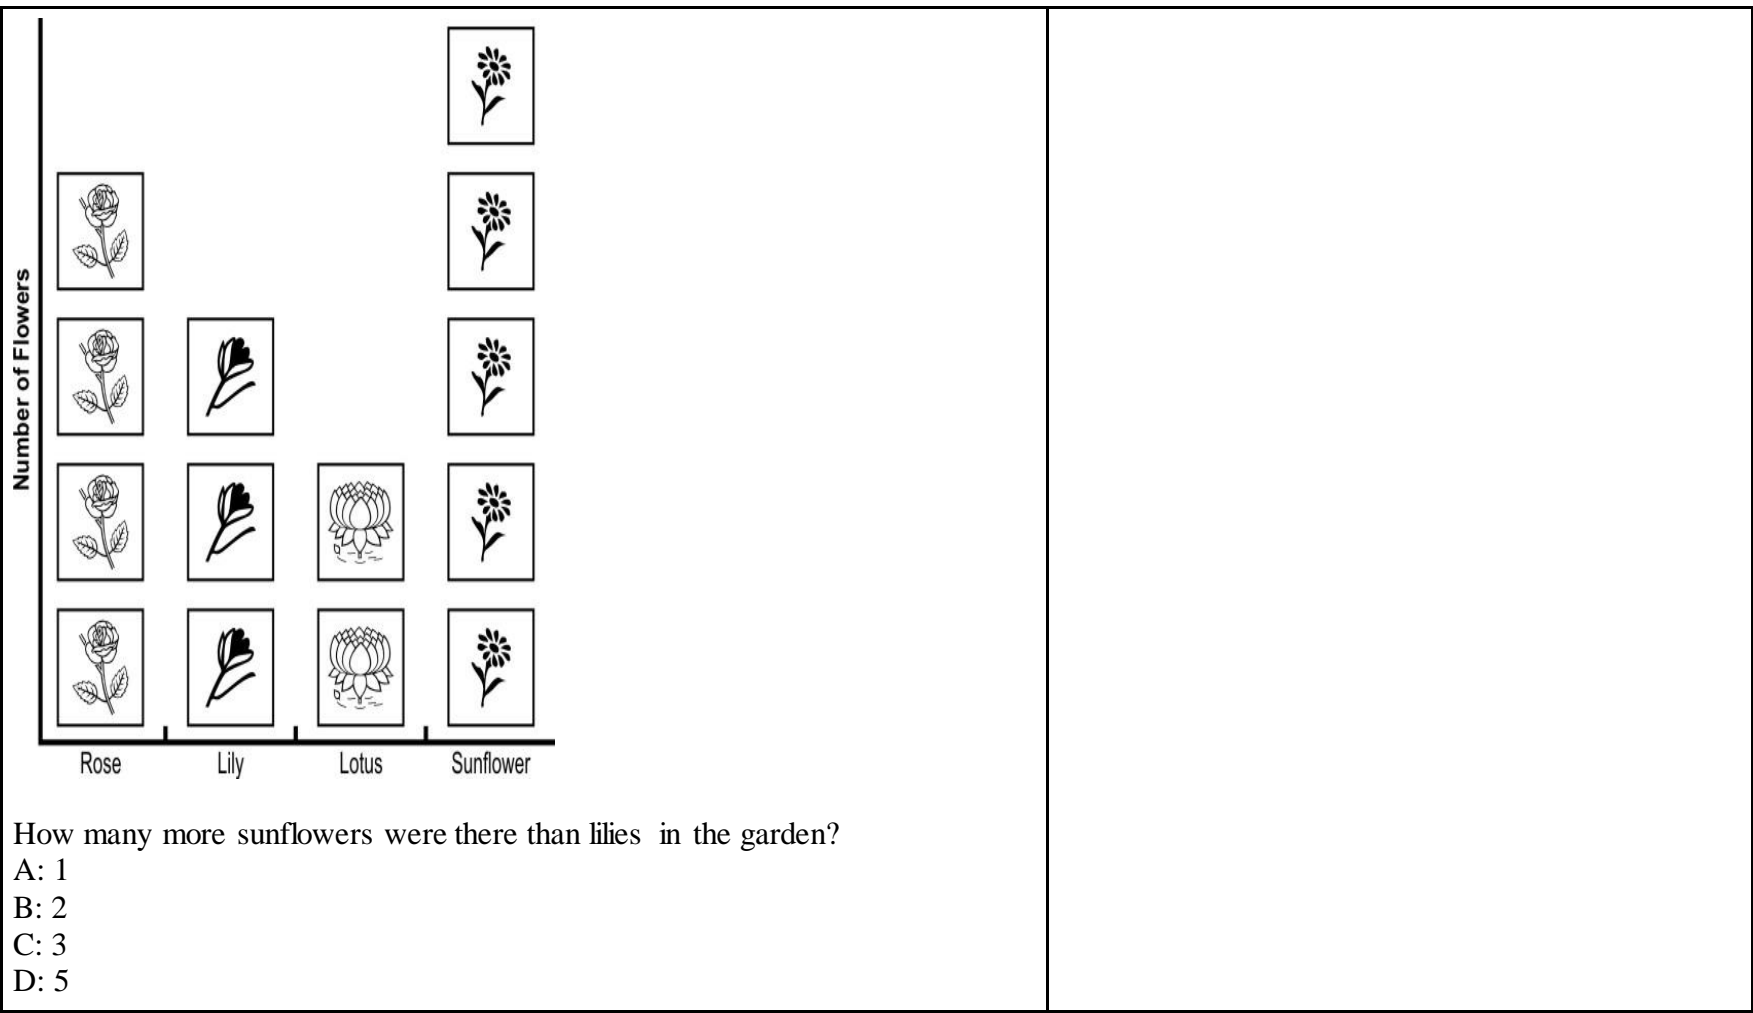 Number of Flowers
Rose Lily Lotus Sunflower
How many more sunflowers were there than lilies in the garden?
A: 1
B: 2
C: 3
D: 5